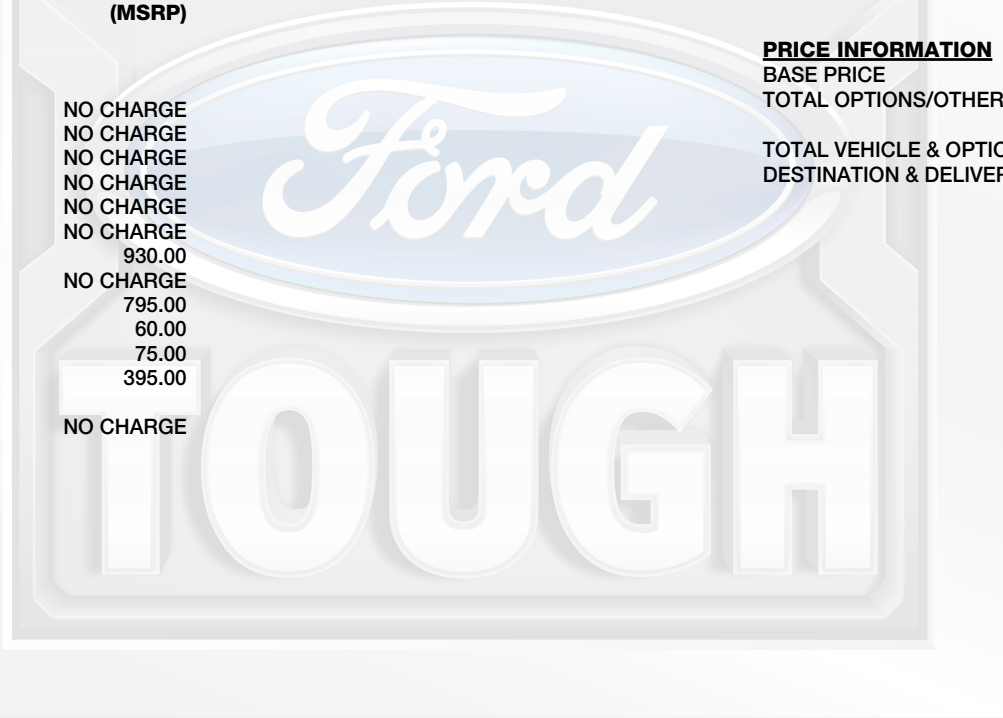 (MSRP)
NO CHARGE
NO CHARGE
NO CHARGE
NO CHARGE
NO CHARGE
NO CHARGE
930.00
NO CHARGE
795.00
60.00
75.00
395.00
NO CHARGE
PRICE INFORMATION
BASE PRICE
TOTAL OPTIONS/OTHER
TOTAL VEHICLE & OPTIO
DESTINATION & DELIVER
Ford
TOUGH